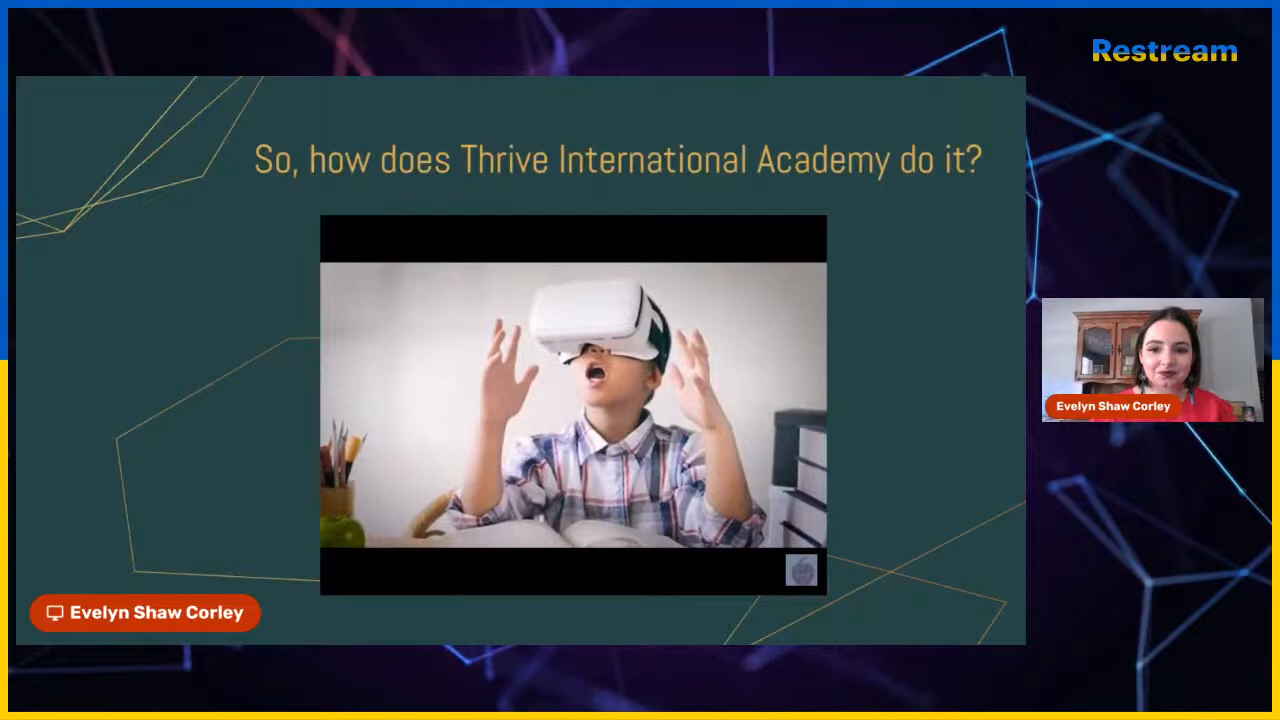 Restream
So, how does Thrive International Academy do it?
Evelyn Shaw Corley
Evelyn Shaw Corley